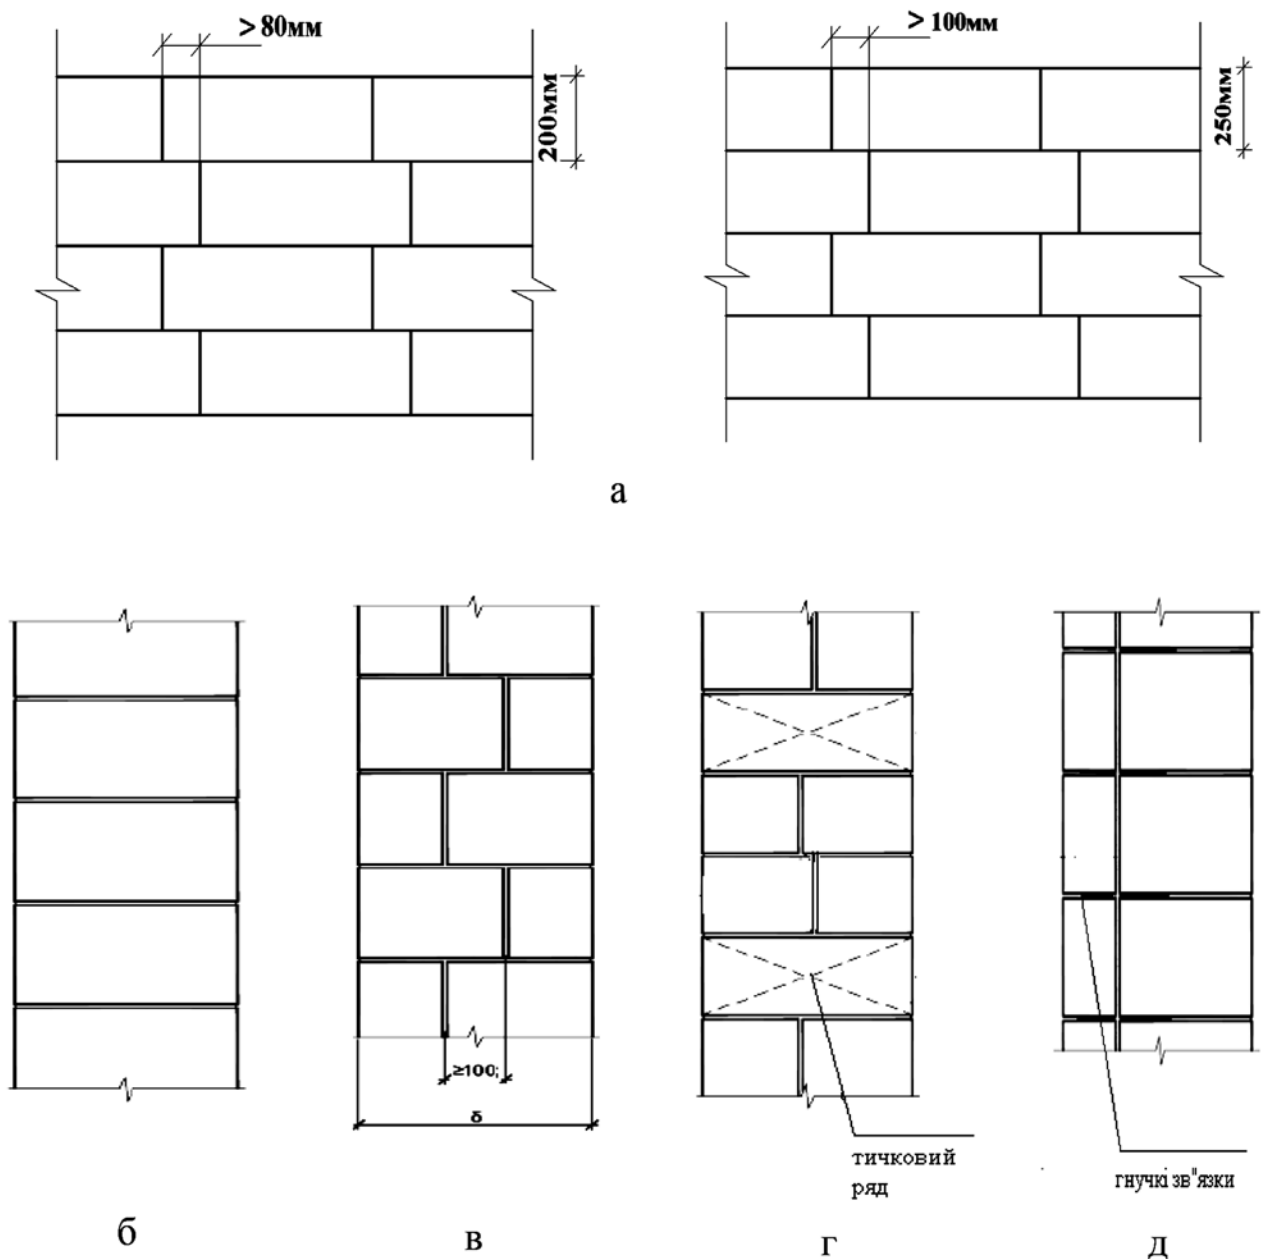 > 80мм
200мм
> 100мм
250мм
а
≥100;
δ
тичковий
ряд
гнучкі зв"язки
б
в
г
д